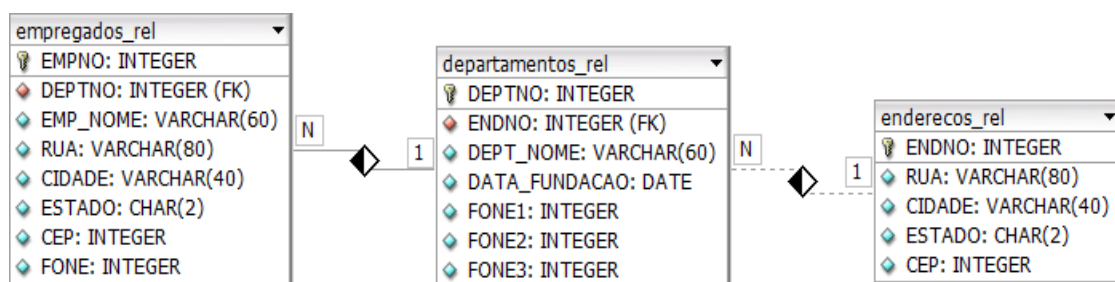 empregados_rel
EMPNO: INTEGER
DEPTNO: INTEGER (FK)
EMP_NOME: VARCHAR(60)
RUA: VARCHAR(80)
CIDADE: VARCHAR(40)
ESTADO: CHAR(2)
CEP: INTEGER
FONE: INTEGER
N
1
departamentos_rel
DEPTNO: INTEGER
ENDNO: INTEGER (FK)
DEPT_NOME: VARCHAR(60)
DATA_FUNDACAO: DATE
FONE1: INTEGER
FONE2: INTEGER
FONE3: INTEGER
N
1
enderecos_rel
ENDNO: INTEGER
RUA: VARCHAR(80)
CIDADE: VARCHAR(40)
ESTADO: CHAR(2)
CEP: INTEGER